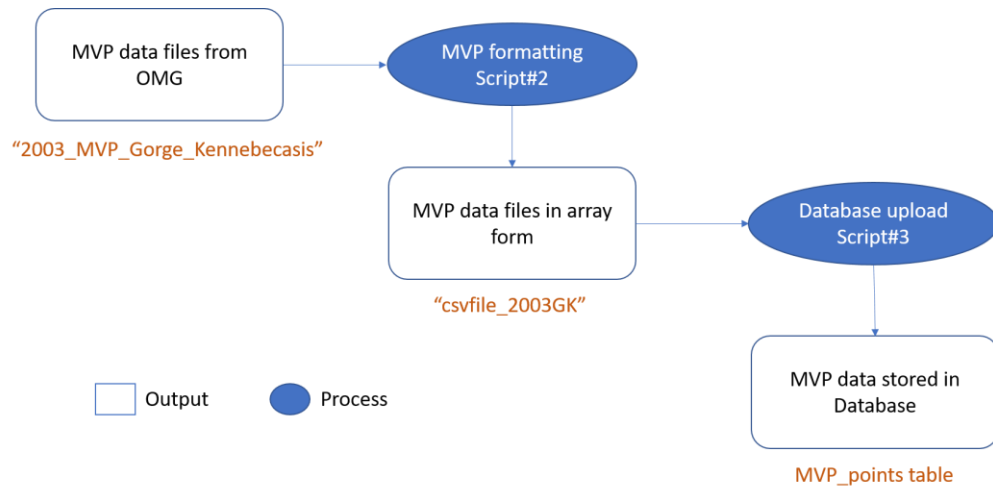 MVP data files from
OMG
MVP formatting
Script#2
“2003_MVP_Gorge_Kennebecasis”
MVP data files in array
form
Database upload
Script#3
“csvfile_2003GK”
MVP data stored in
Database
Output
Process
MVP_points table